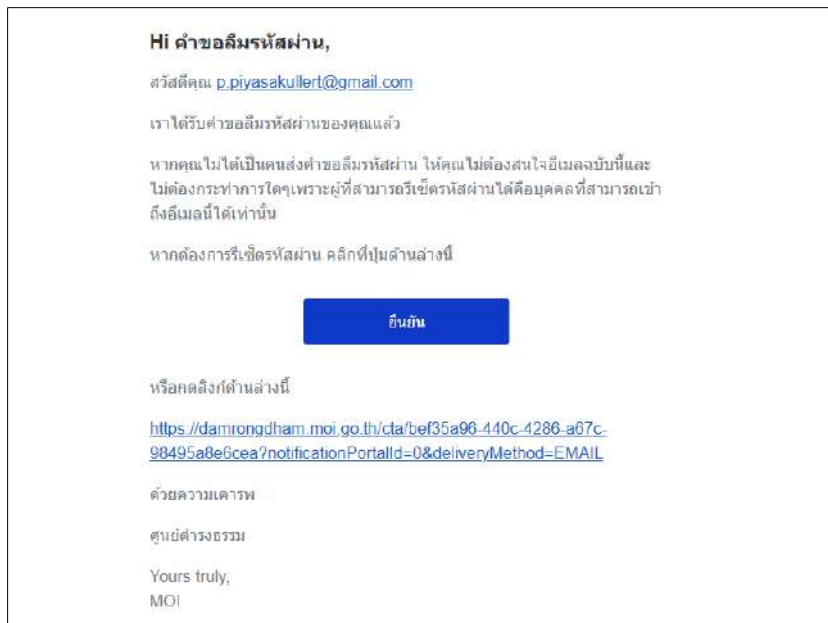 Hi คำขอลืมรหัสผ่าน,
สวัสดีคุณ p.piyasakullert@gmail.com
เราได้รับคำขอลืมรหัสผ่านของคุณแล้ว
หากคุณไม่ได้เป็นคนส่งคำขอลืมรหัสผ่าน ให้คุณไม่ต้องสนใจอีเมลฉบับนี้และ
ไม่ต้องกระทำการใดๆเพราะผู้ที่สามารถรีเซ็ตรหัสผ่านได้คือบุคคลที่สามารถเข้า
ถึงอีเมลนี้ได้เท่านั้น
หากต้องการรีเซ็ตรหัสผ่าน คลิกที่ปุ่มด้านล่างนี้
ยืนยัน
หรือกดลิงก์ด้านล่างนี้
https://damrongdham.moi.go.th/cta/bef35a96-440c-4286-a67c-
98495a8e6cea?notificationPortalId=0&deliveryMethod=EMAIL
ด้วยความเคารพ
ศูนย์ดำรงธรรม
Yours truly,
MOI